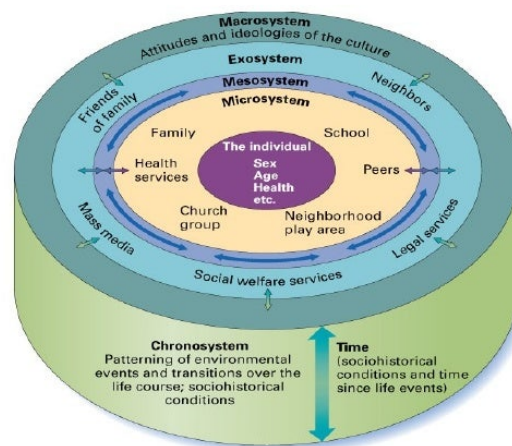 Macrosystem
Attitudes and ideologies of the culture
Exosystem
Mesosystem
Microsystem
Friends
of family
Neighbors
Family
School
The individual
Sex
Age
Health
etc.
Health
services
Peers
Church
group
Neighborhood
play area
Mass media
Legal services
Social welfare services
Chronosystem
Patterning of environmental
events and transitions over the
life course; sociohistorical
conditions
Time
(sociohistorical
conditions and time
since life events)